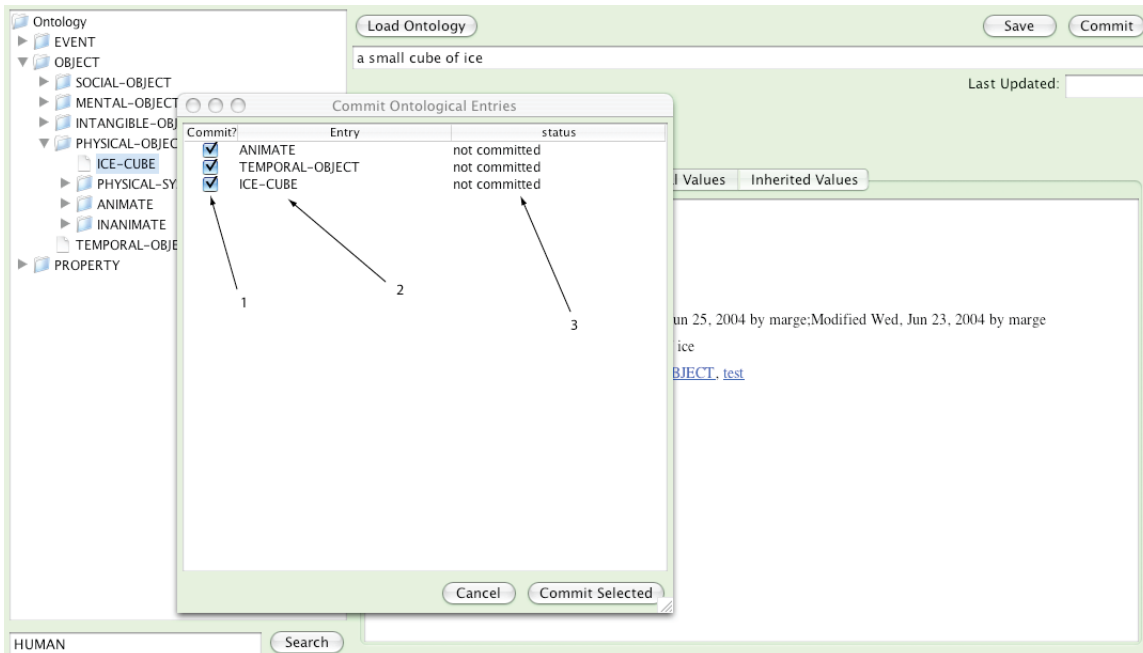 Ontology
EVENT
OBJECT
SOCIAL-OBJECT
MENTAL-OBJECT
INTANGIBLE-OBJ
PHYSICAL-OBJEC
ICE-CUBE
PHYSICAL-SY
ANIMATE
INANIMATE
TEMPORAL-OBJE
PROPERTY
HUMAN
Search
Load Ontology
Save
Commit
a small cube of ice
Last Updated:
l Values
Inherited Values
un 25, 2004 by marge;Modified Wed, Jun 23, 2004 by marge
ice
BJECT, test
Commit Ontological Entries
Commit? Entry status
ANIMATE not committed
TEMPORAL-OBJECT not committed
ICE-CUBE not committed
1
2
3
Cancel
Commit Selected